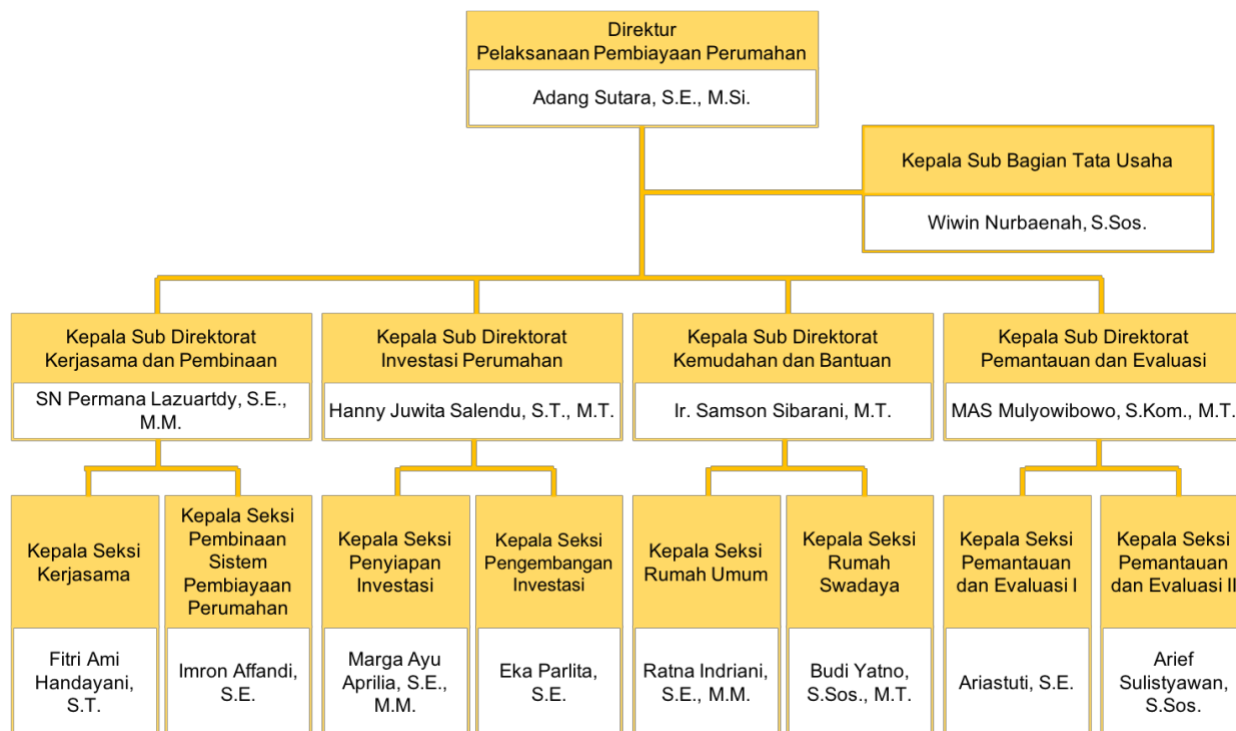 Direktur
Pelaksanaan Pembiayaan Perumahan
Adang Sutara, S.E., M.Si.
Kepala Sub Bagian Tata Usaha
Wiwin Nurbaenah, S.Sos.
Kepala Sub Direktorat
Kerjasama dan Pembinaan
SN Permana Lazuartdy, S.E.,
M.M.
Kepala Sub Direktorat
Investasi Perumahan
Hanny Juwita Salendu, S.T., M.T.
Kepala Sub Direktorat
Kemudahan dan Bantuan
Ir. Samson Sibarani, M.T.
Kepala Sub Direktorat
Pemantauan dan Evaluasi
MAS Mulyowibowo, S.Kom., M.T.
Kepala Seksi
Kerjasama
Fitri Ami
Handayani,
S.T.
Kepala Seksi
Pembinaan
Sistem
Pembiayaan
Perumahan
Imron Affandi,
S.E.
Kepala Seksi
Penyiapan
Investasi
Marga Ayu
Aprilia, S.E.,
M.M.
Kepala Seksi
Pengembangan
Investasi
Eka Parlita,
S.E.
Kepala Seksi
Rumah Umum
Ratna Indriani,
S.E., M.M.
Kepala Seksi
Rumah
Swadaya
Budi Yatno,
S.Sos., M.T.
Kepala Seksi
Pemantauan
dan Evaluasi I
Ariastuti, S.E.
Kepala Seksi
Pemantauan
dan Evaluasi II
Arief
Sulistyawan,
S.Sos.